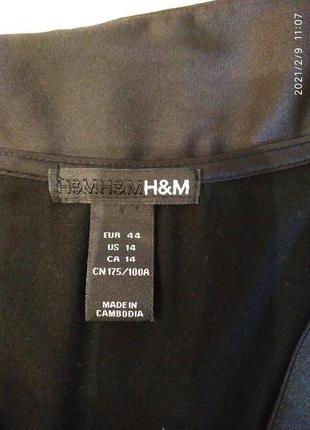 2021/2/9 11:07
H&MH&MH&M
EUR 44
US 14
CA 14
CN 175/100A
MADE IN
CAMBODIA